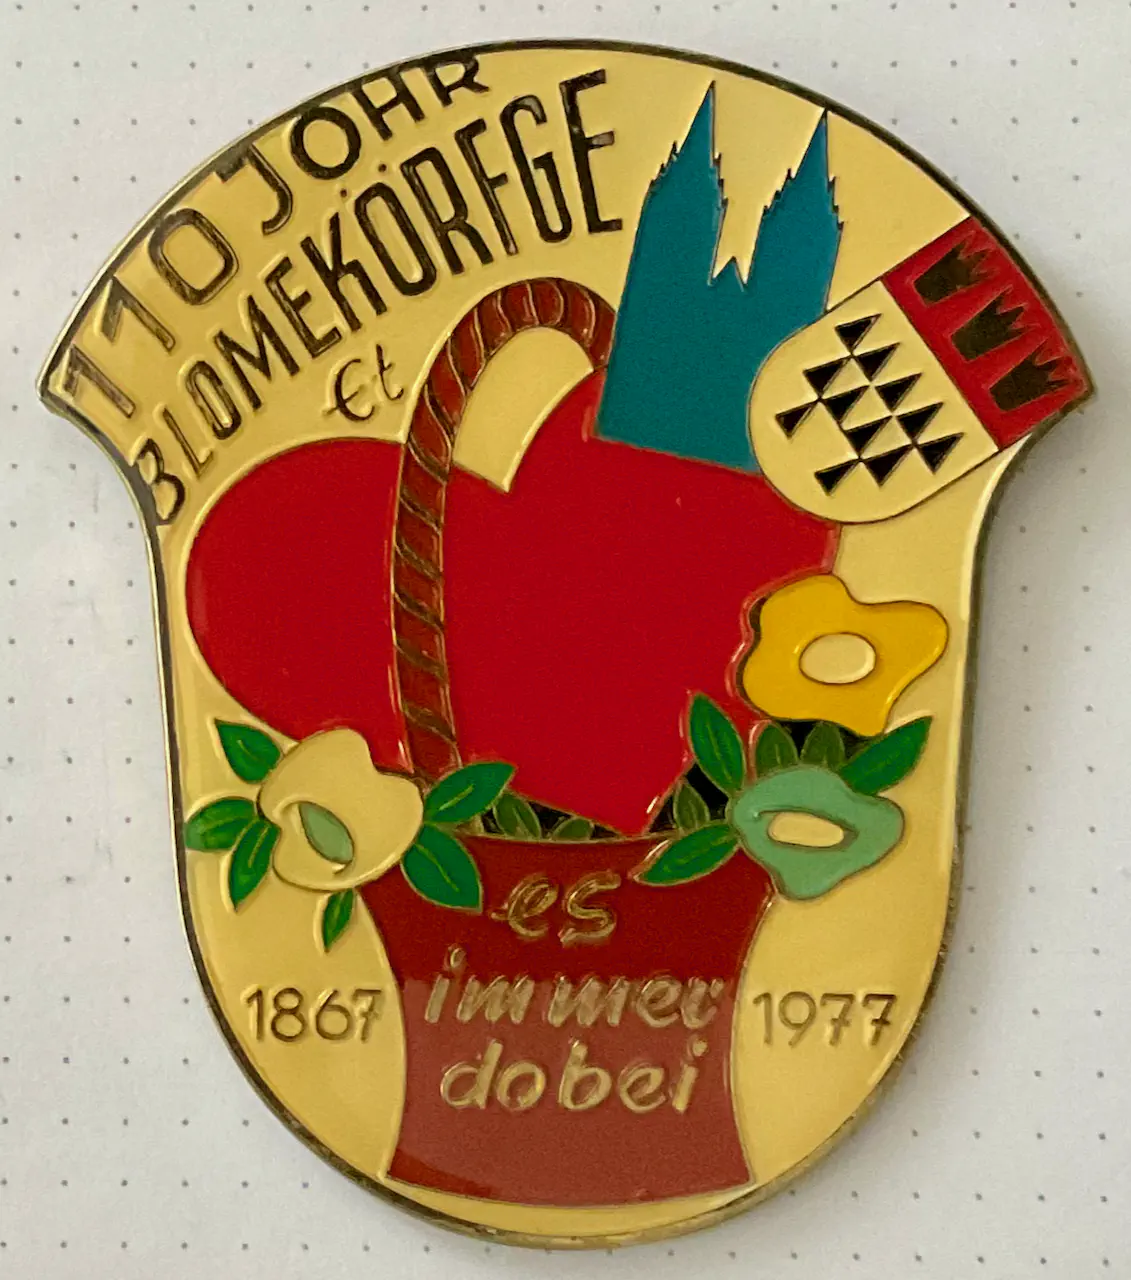 110 JOHR
BLOMEKÖRFGE
Et
es
immer
dobei
1867
1977